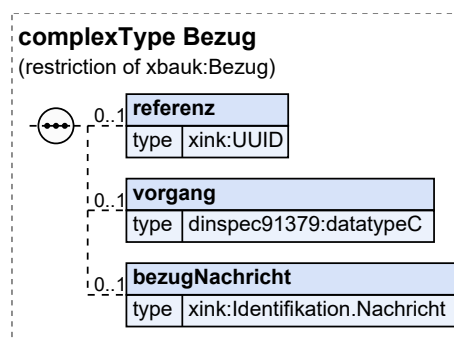 complexType Bezug
(restriction of xbauk:Bezug)
0..1 referenz
type xink:UUID
0..1 vorgang
type dinspec91379:datatypeC
0..1 bezugNachricht
type xink:Identifikation.Nachricht